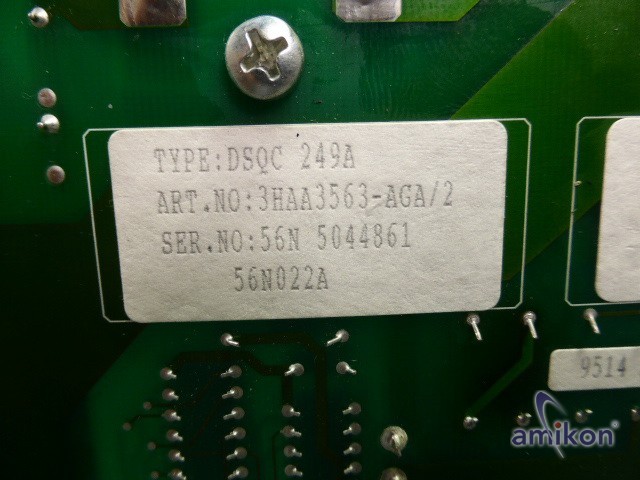 TYPE:DSQC 249A
ART.NO:3HAA3563-AGA/2
SER.NO:56N 5044861
56N022A
9514
amikon®